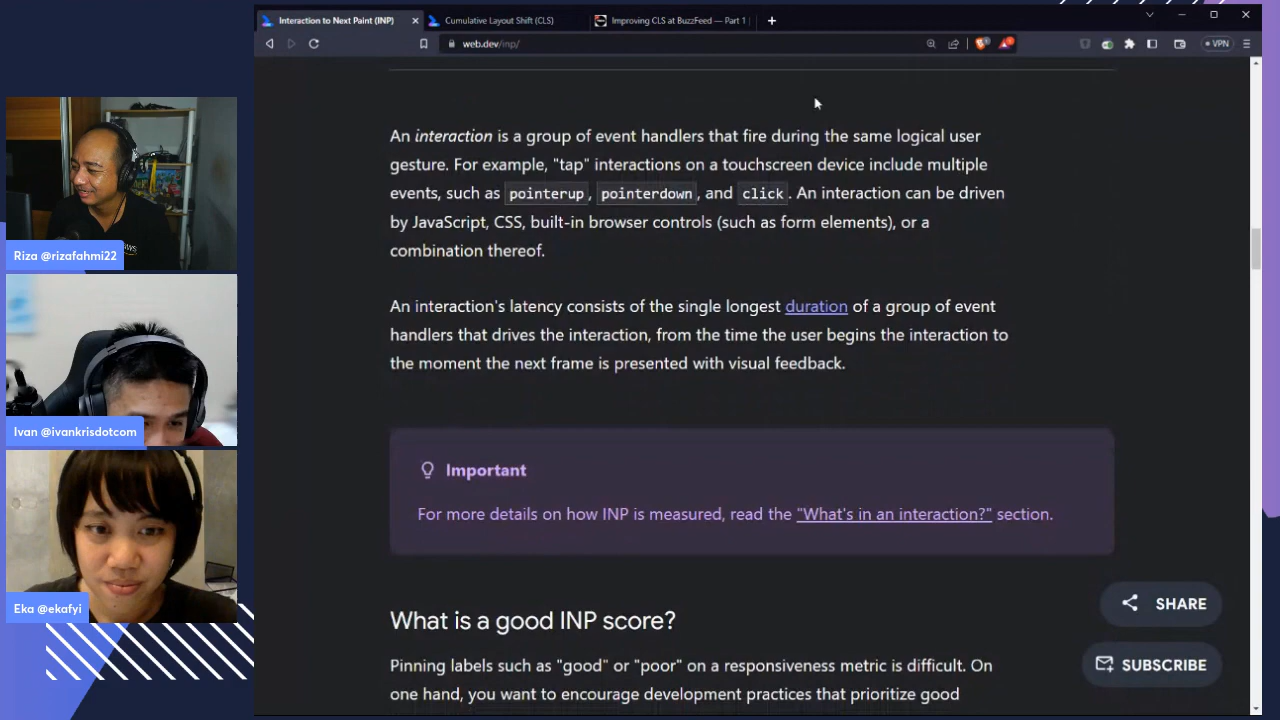 Interaction to Next Paint (INP)
Cumulative Layout Shift (CLS)
Improving CLS at BuzzFeed — Part 1
web.dev/inp/
VPN
An interaction is a group of event handlers that fire during the same logical user
gesture. For example, "tap" interactions on a touchscreen device include multiple
events, such as pointerup, pointerdown, and click. An interaction can be driven
by JavaScript, CSS, built-in browser controls (such as form elements), or a
combination thereof.
An interaction's latency consists of the single longest duration of a group of event
handlers that drives the interaction, from the time the user begins the interaction to
the moment the next frame is presented with visual feedback.
Important
For more details on how INP is measured, read the "What's in an interaction?" section.
What is a good INP score?
Pinning labels such as "good" or "poor" on a responsiveness metric is difficult. On
one hand, you want to encourage development practices that prioritize good
SHARE
SUBSCRIBE
Riza @rizafahmi22
Ivan @ivankrisdotcom
Eka @ekafyi